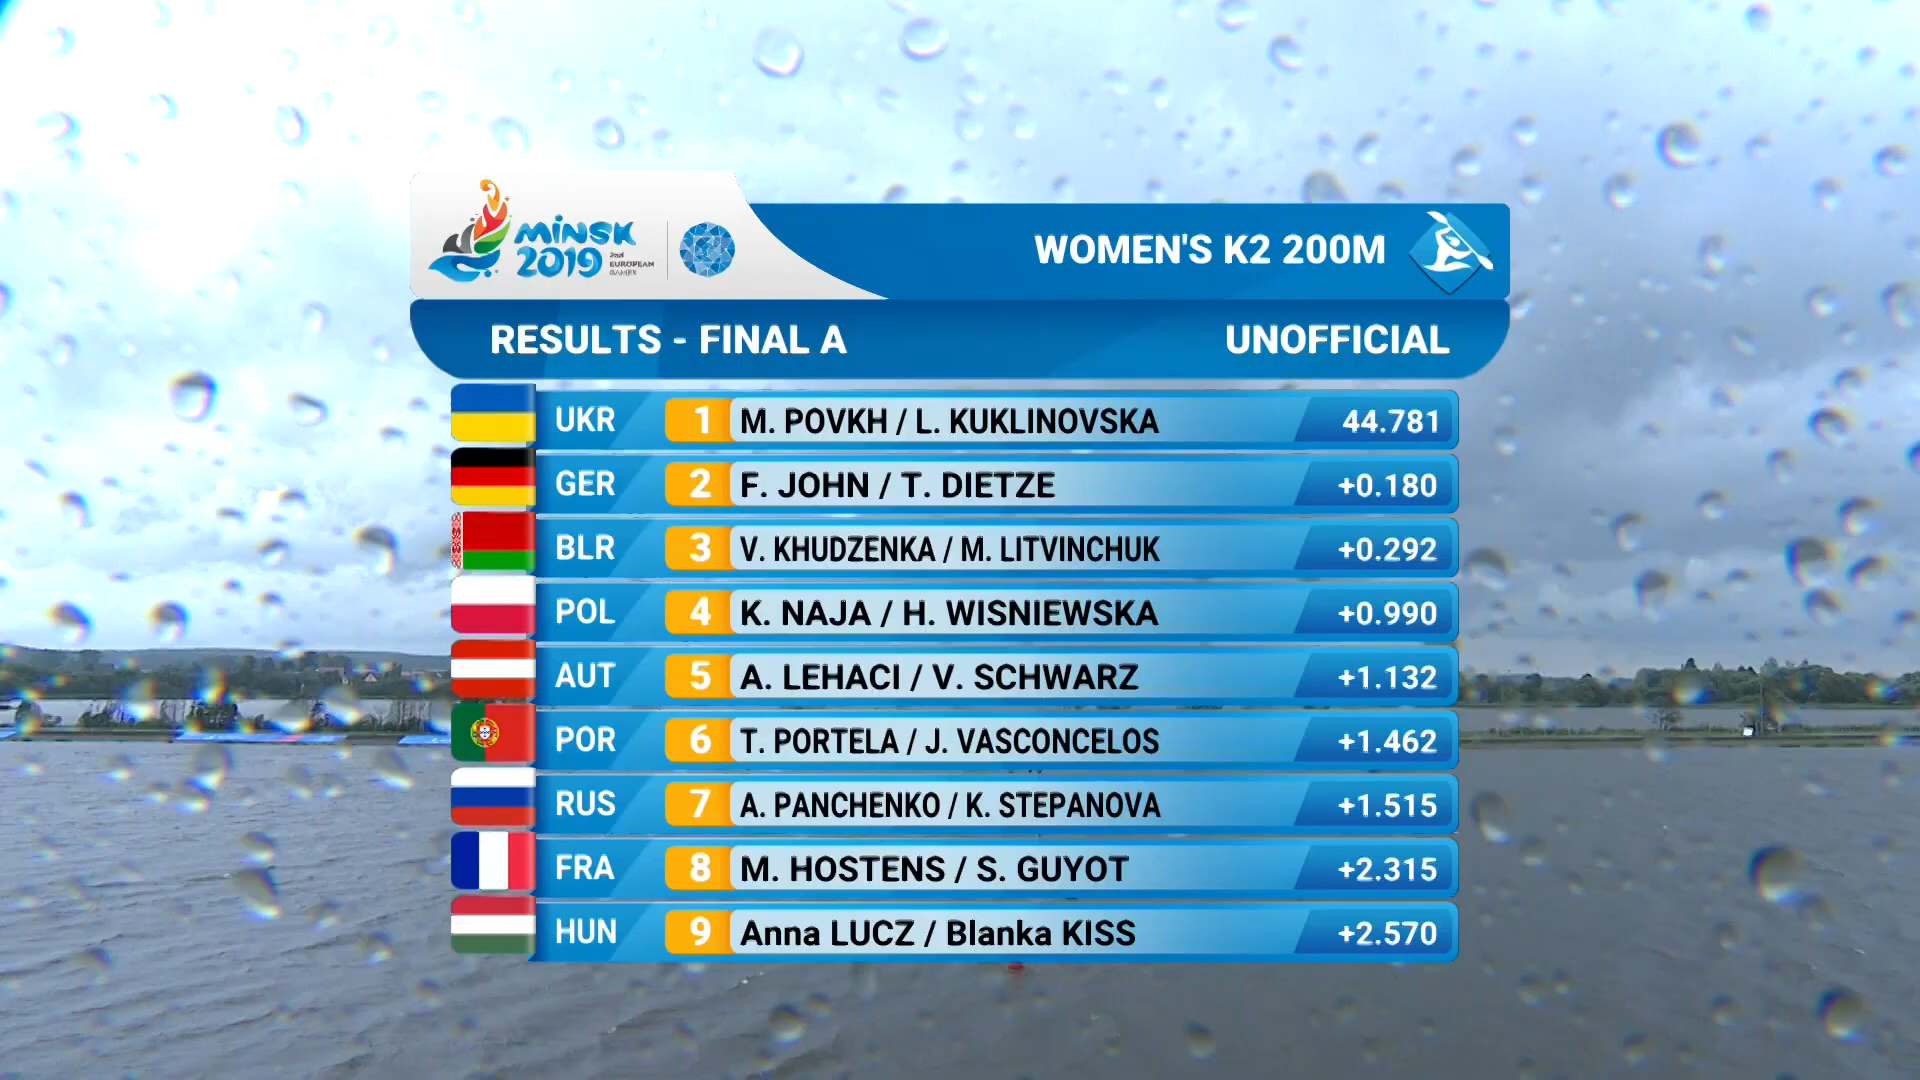 MINSK
2019
2nd
EUROPEAN
GAMES
WOMEN'S K2 200M
RESULTS - FINAL A UNOFFICIAL
UKR 1 M. POVKH / L. KUKLINOVSKA 44.781
GER 2 F. JOHN / T. DIETZE +0.180
BLR 3 V. KHUDZENKA / M. LITVINCHUK +0.292
POL 4 K. NAJA / H. WISNIEWSKA +0.990
AUT 5 A. LEHACI / V. SCHWARZ +1.132
POR 6 T. PORTELA / J. VASCONCELOS +1.462
RUS 7 A. PANCHENKO / K. STEPANOVA +1.515
FRA 8 M. HOSTENS / S. GUYOT +2.315
HUN 9 Anna LUCZ / Blanka KISS +2.570